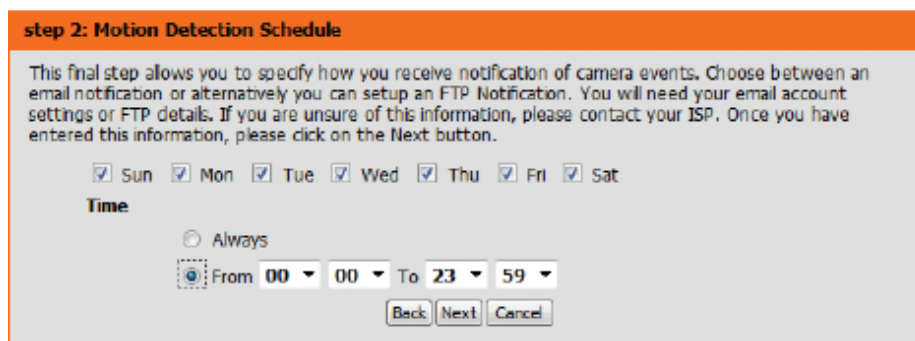 step 2: Motion Detection Schedule
This final step allows you to specify how you receive notification of camera events. Choose between an
email notification or alternatively you can setup an FTP Notification. You will need your email account
settings or FTP details. If you are unsure of this information, please contact your ISP. Once you have
entered this information, please click on the Next button.
Sun Mon Tue Wed Thu Fri Sat
Time
Always
From 00 00 To 23 59
Back Next Cancel